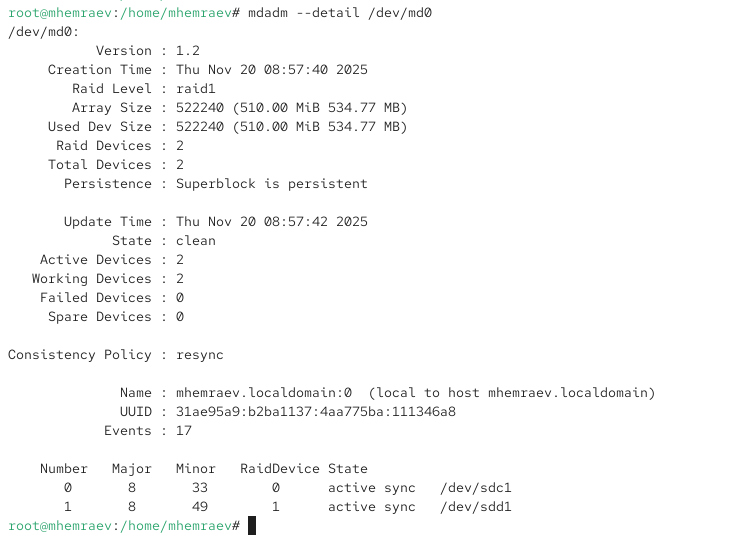 root@mhemraev:/home/mhemraev# mdadm --detail /dev/md0
/dev/md0:
           Version : 1.2
     Creation Time : Thu Nov 20 08:57:40 2025
        Raid Level : raid1
        Array Size : 522240 (510.00 MiB 534.77 MB)
     Used Dev Size : 522240 (510.00 MiB 534.77 MB)
      Raid Devices : 2
     Total Devices : 2
       Persistence : Superblock is persistent

       Update Time : Thu Nov 20 08:57:42 2025
             State : clean
    Active Devices : 2
   Working Devices : 2
    Failed Devices : 0
     Spare Devices : 0

Consistency Policy : resync

              Name : mhemraev.localdomain:0  (local to host mhemraev.localdomain)
              UUID : 31ae95a9:b2ba1137:4aa775ba:111346a8
            Events : 17

    Number   Major   Minor   RaidDevice State
       0       8       33        0      active sync   /dev/sdc1
       1       8       49        1      active sync   /dev/sdd1
root@mhemraev:/home/mhemraev#